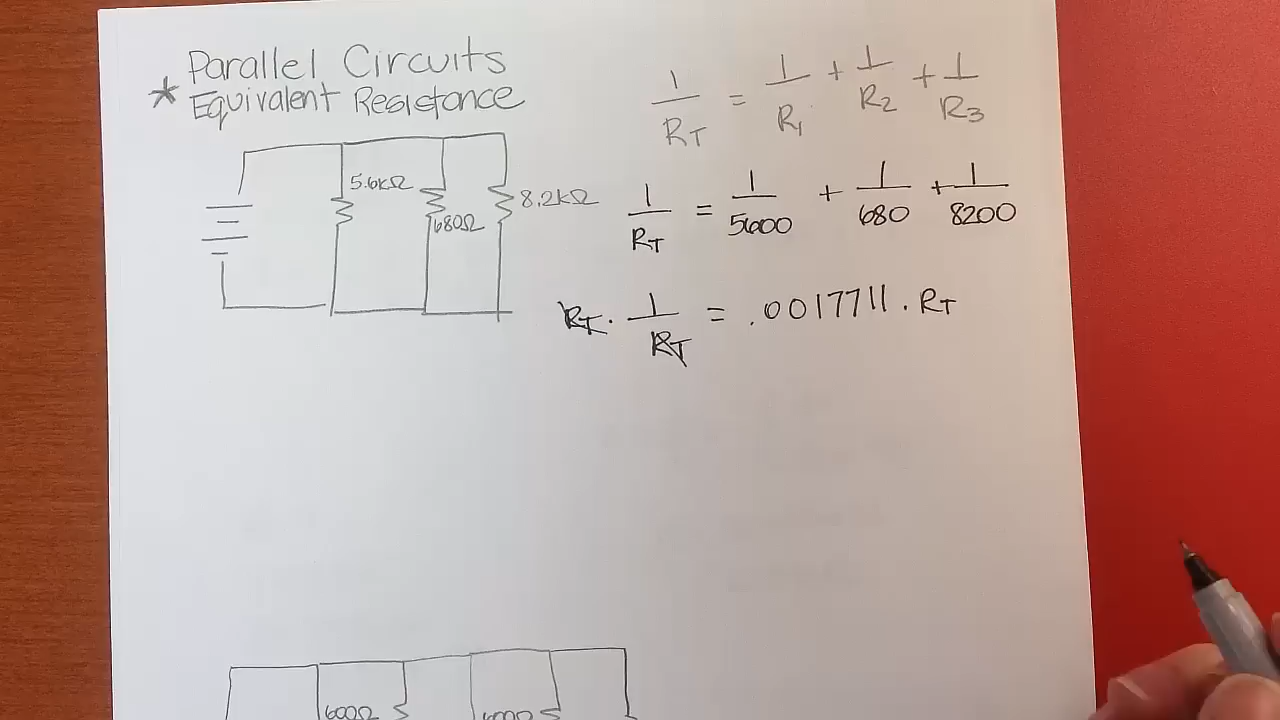 Parallel Circuits
* Equivalent Resistance
1/RT = 1/R1 + 1/R2 + 1/R3
5.6kΩ
680Ω
8.2kΩ
1/RT = 1/5600 + 1/680 + 1/8200
RT · 1/RT = .0017711 · RT
600Ω